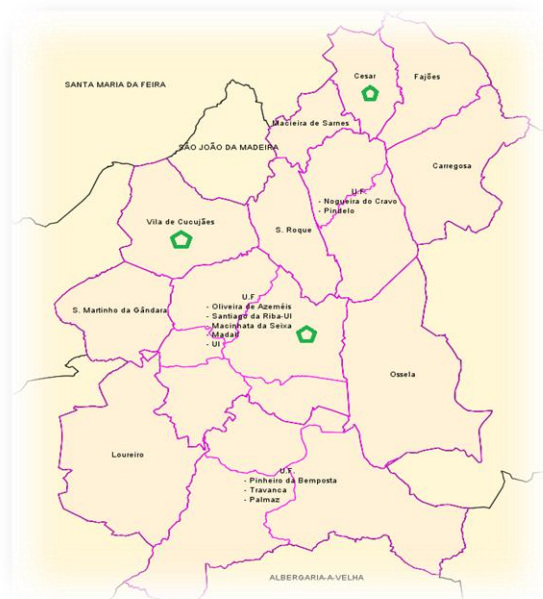 Cesar
Fajões
SANTA MARIA DA FEIRA
Macieira de Sarnes
SÃO JOÃO DA MADEIRA
Carregosa
U.F.
- Nogueira do Cravo
- Pindelo
Vila de Cucujães
S. Roque
U.F
- Oliveira de Azeméis
- Santiago da Riba-Ul
- Macinhata da Seixa
- Madail
- Ul
S. Martinho da Gândara
Ossela
Loureiro
U.F.
- Pinheiro da Bemposta
- Travanca
- Palmaz
ALBERGARIA-A-VELHA